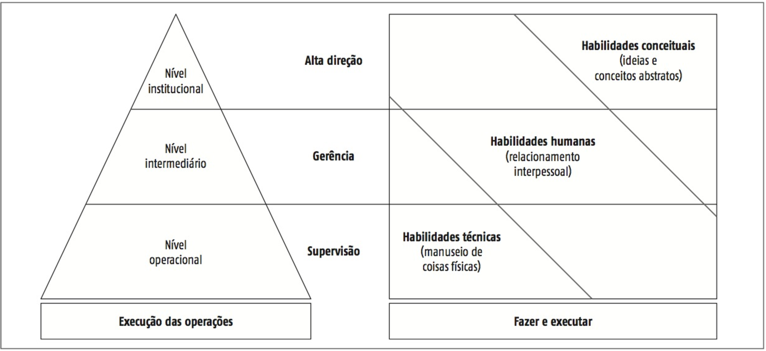 Nível
institucional
Alta direção
Habilidades conceituais
(ideias e
conceitos abstratos)
Nível
intermediário
Gerência
Habilidades humanas
(relacionamento
interpessoal)
Nível
operacional
Supervisão
Habilidades técnicas
(manuseio de
coisas físicas)
Execução das operações
Fazer e executar